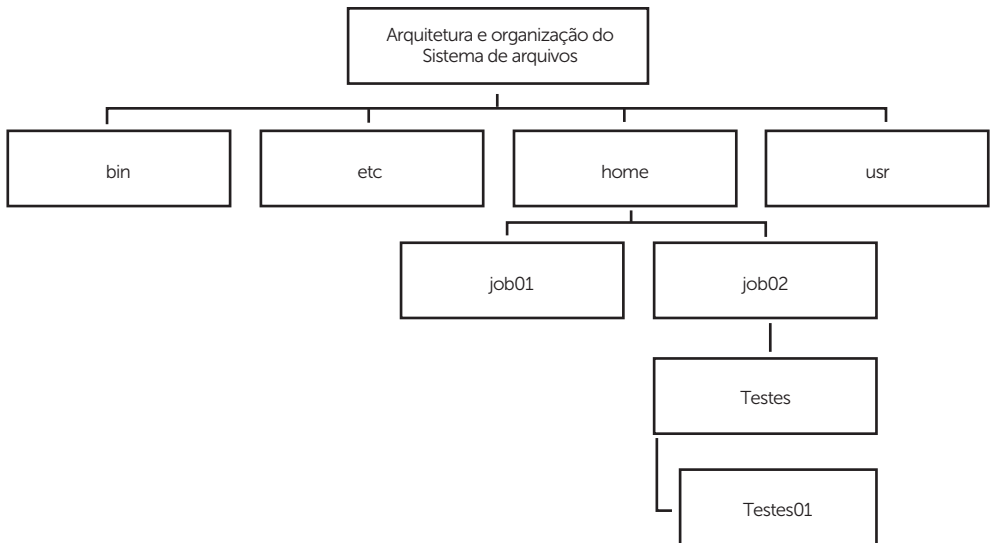 Arquitetura e organização do
Sistema de arquivos
bin
etc
home
usr
job01
job02
Testes
Testes01